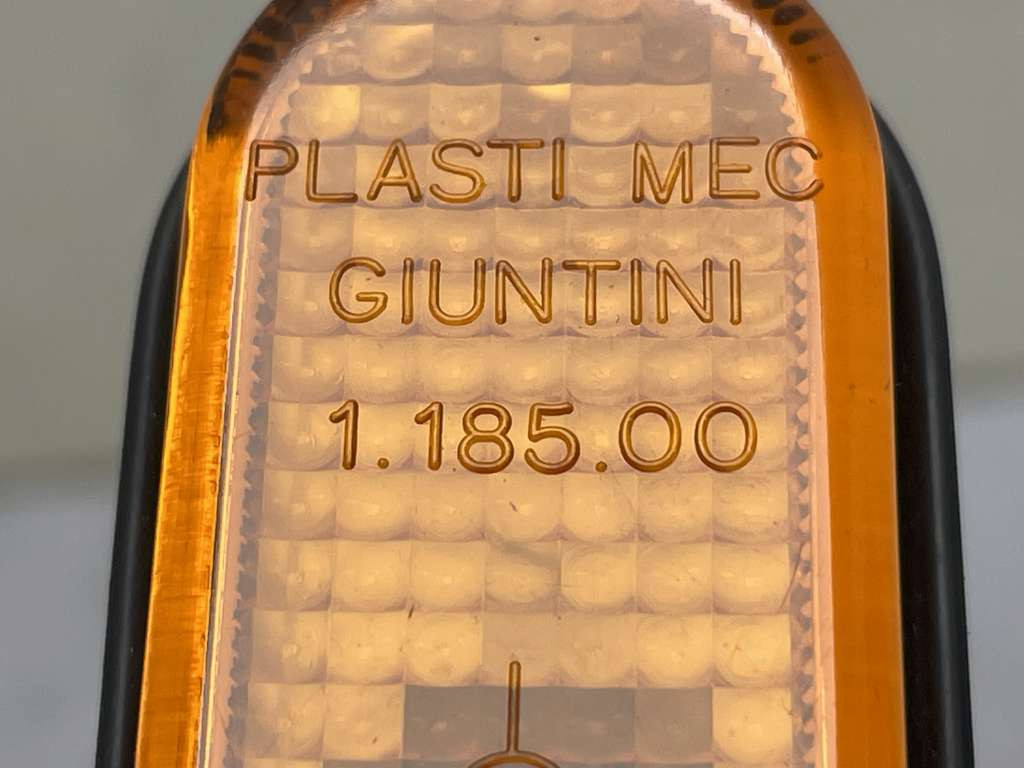 PLASTI MEC
GIUNTINI
1.185.00